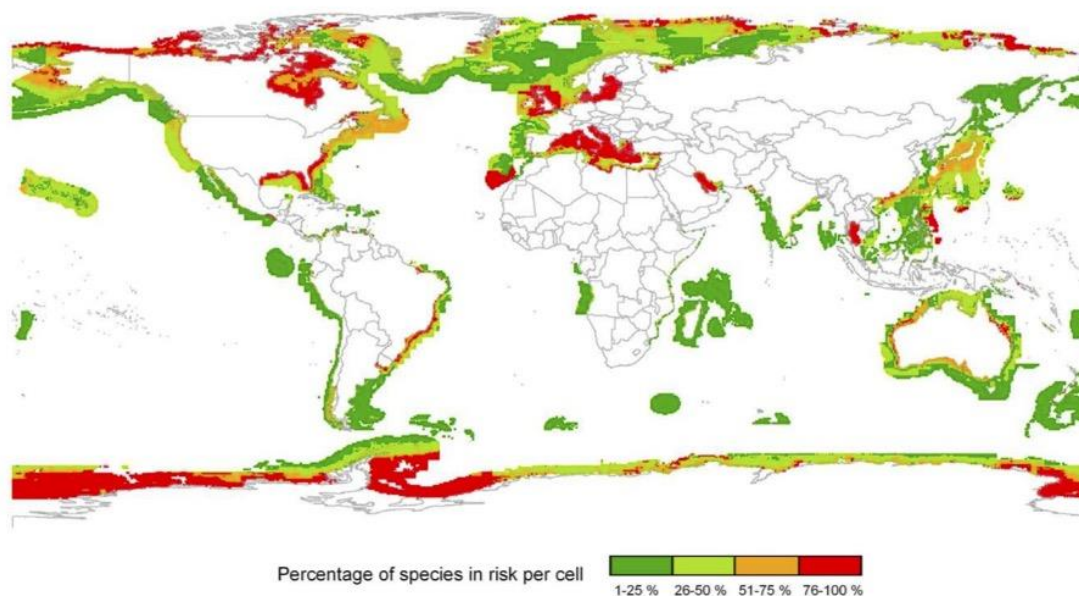 Percentage of species in risk per cell
1-25 % 26-50 % 51-75 % 76-100 %